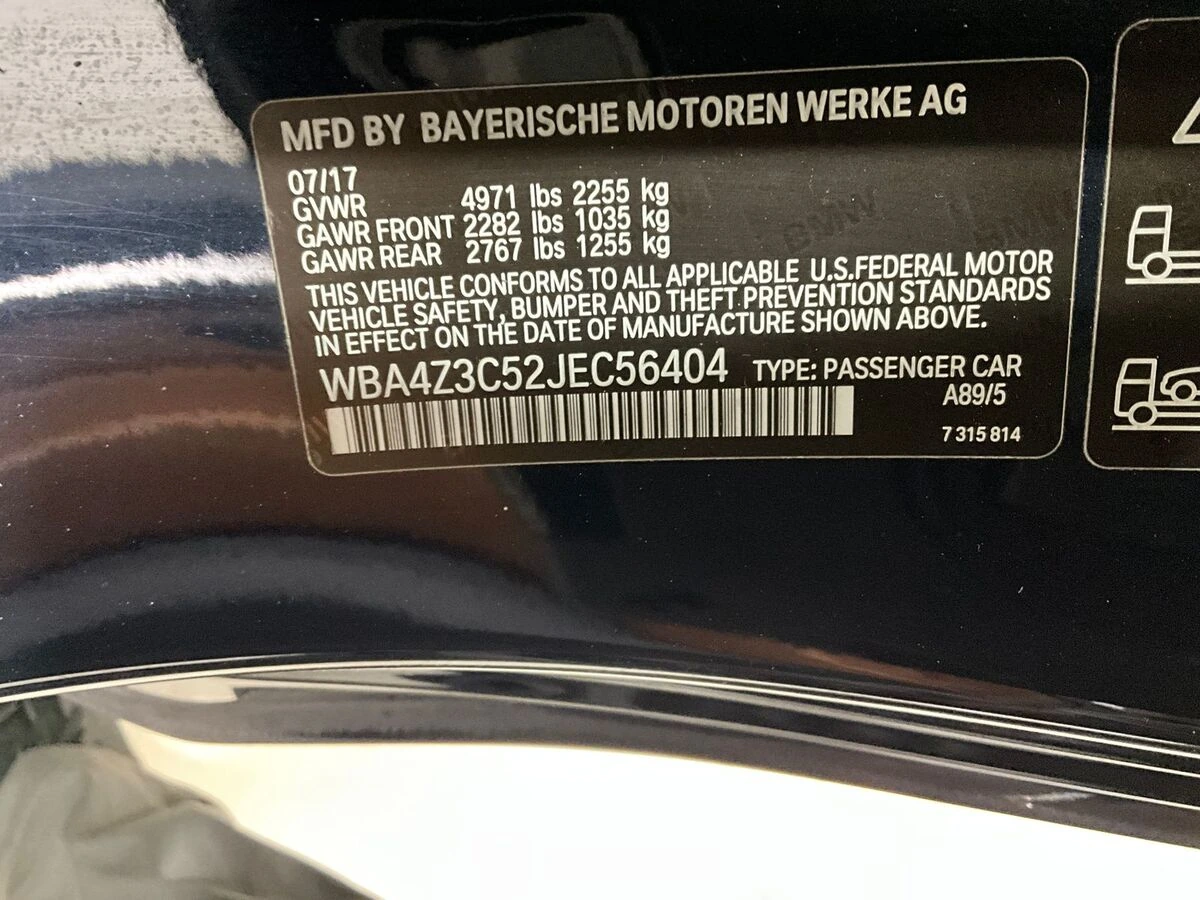 MFD BY BAYERISCHE MOTOREN WERKE AG
07/17
GVWR 4971 lbs 2255 kg
GAWR FRONT 2282 lbs 1035 kg
GAWR REAR 2767 lbs 1255 kg
THIS VEHICLE CONFORMS TO ALL APPLICABLE U.S.FEDERAL MOTOR
VEHICLE SAFETY, BUMPER AND THEFT PREVENTION STANDARDS
IN EFFECT ON THE DATE OF MANUFACTURE SHOWN ABOVE.
WBA4Z3C52JEC56404 TYPE: PASSENGER CAR
A89/5
7 315 814
BMW